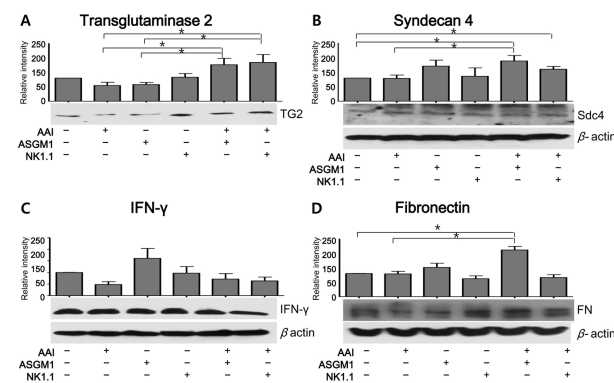 A
Transglutaminase 2
Relative intensity
250
200
150
100
50
0
* * * *
TG2
AAI – + – – + +
ASGM1 – – + – + –
NK1.1 – – – + – +
B
Syndecan 4
Relative intensity
250
200
150
100
50
0
* * *
Sdc4
β- actin
AAI – + – – + +
ASGM1 – – + – + –
NK1.1 – – – + – +
C
IFN-γ
Relative intensity
250
200
150
100
50
0
IFN-γ
β actin
AAI – + – – + +
ASGM1 – – + – + –
NK1.1 – – – + – +
D
Fibronectin
Relative intensity
250
200
150
100
50
0
* *
FN
β- actin
AAI – + – – + +
ASGM1 – – + – + –
NK1.1 – – – + – +